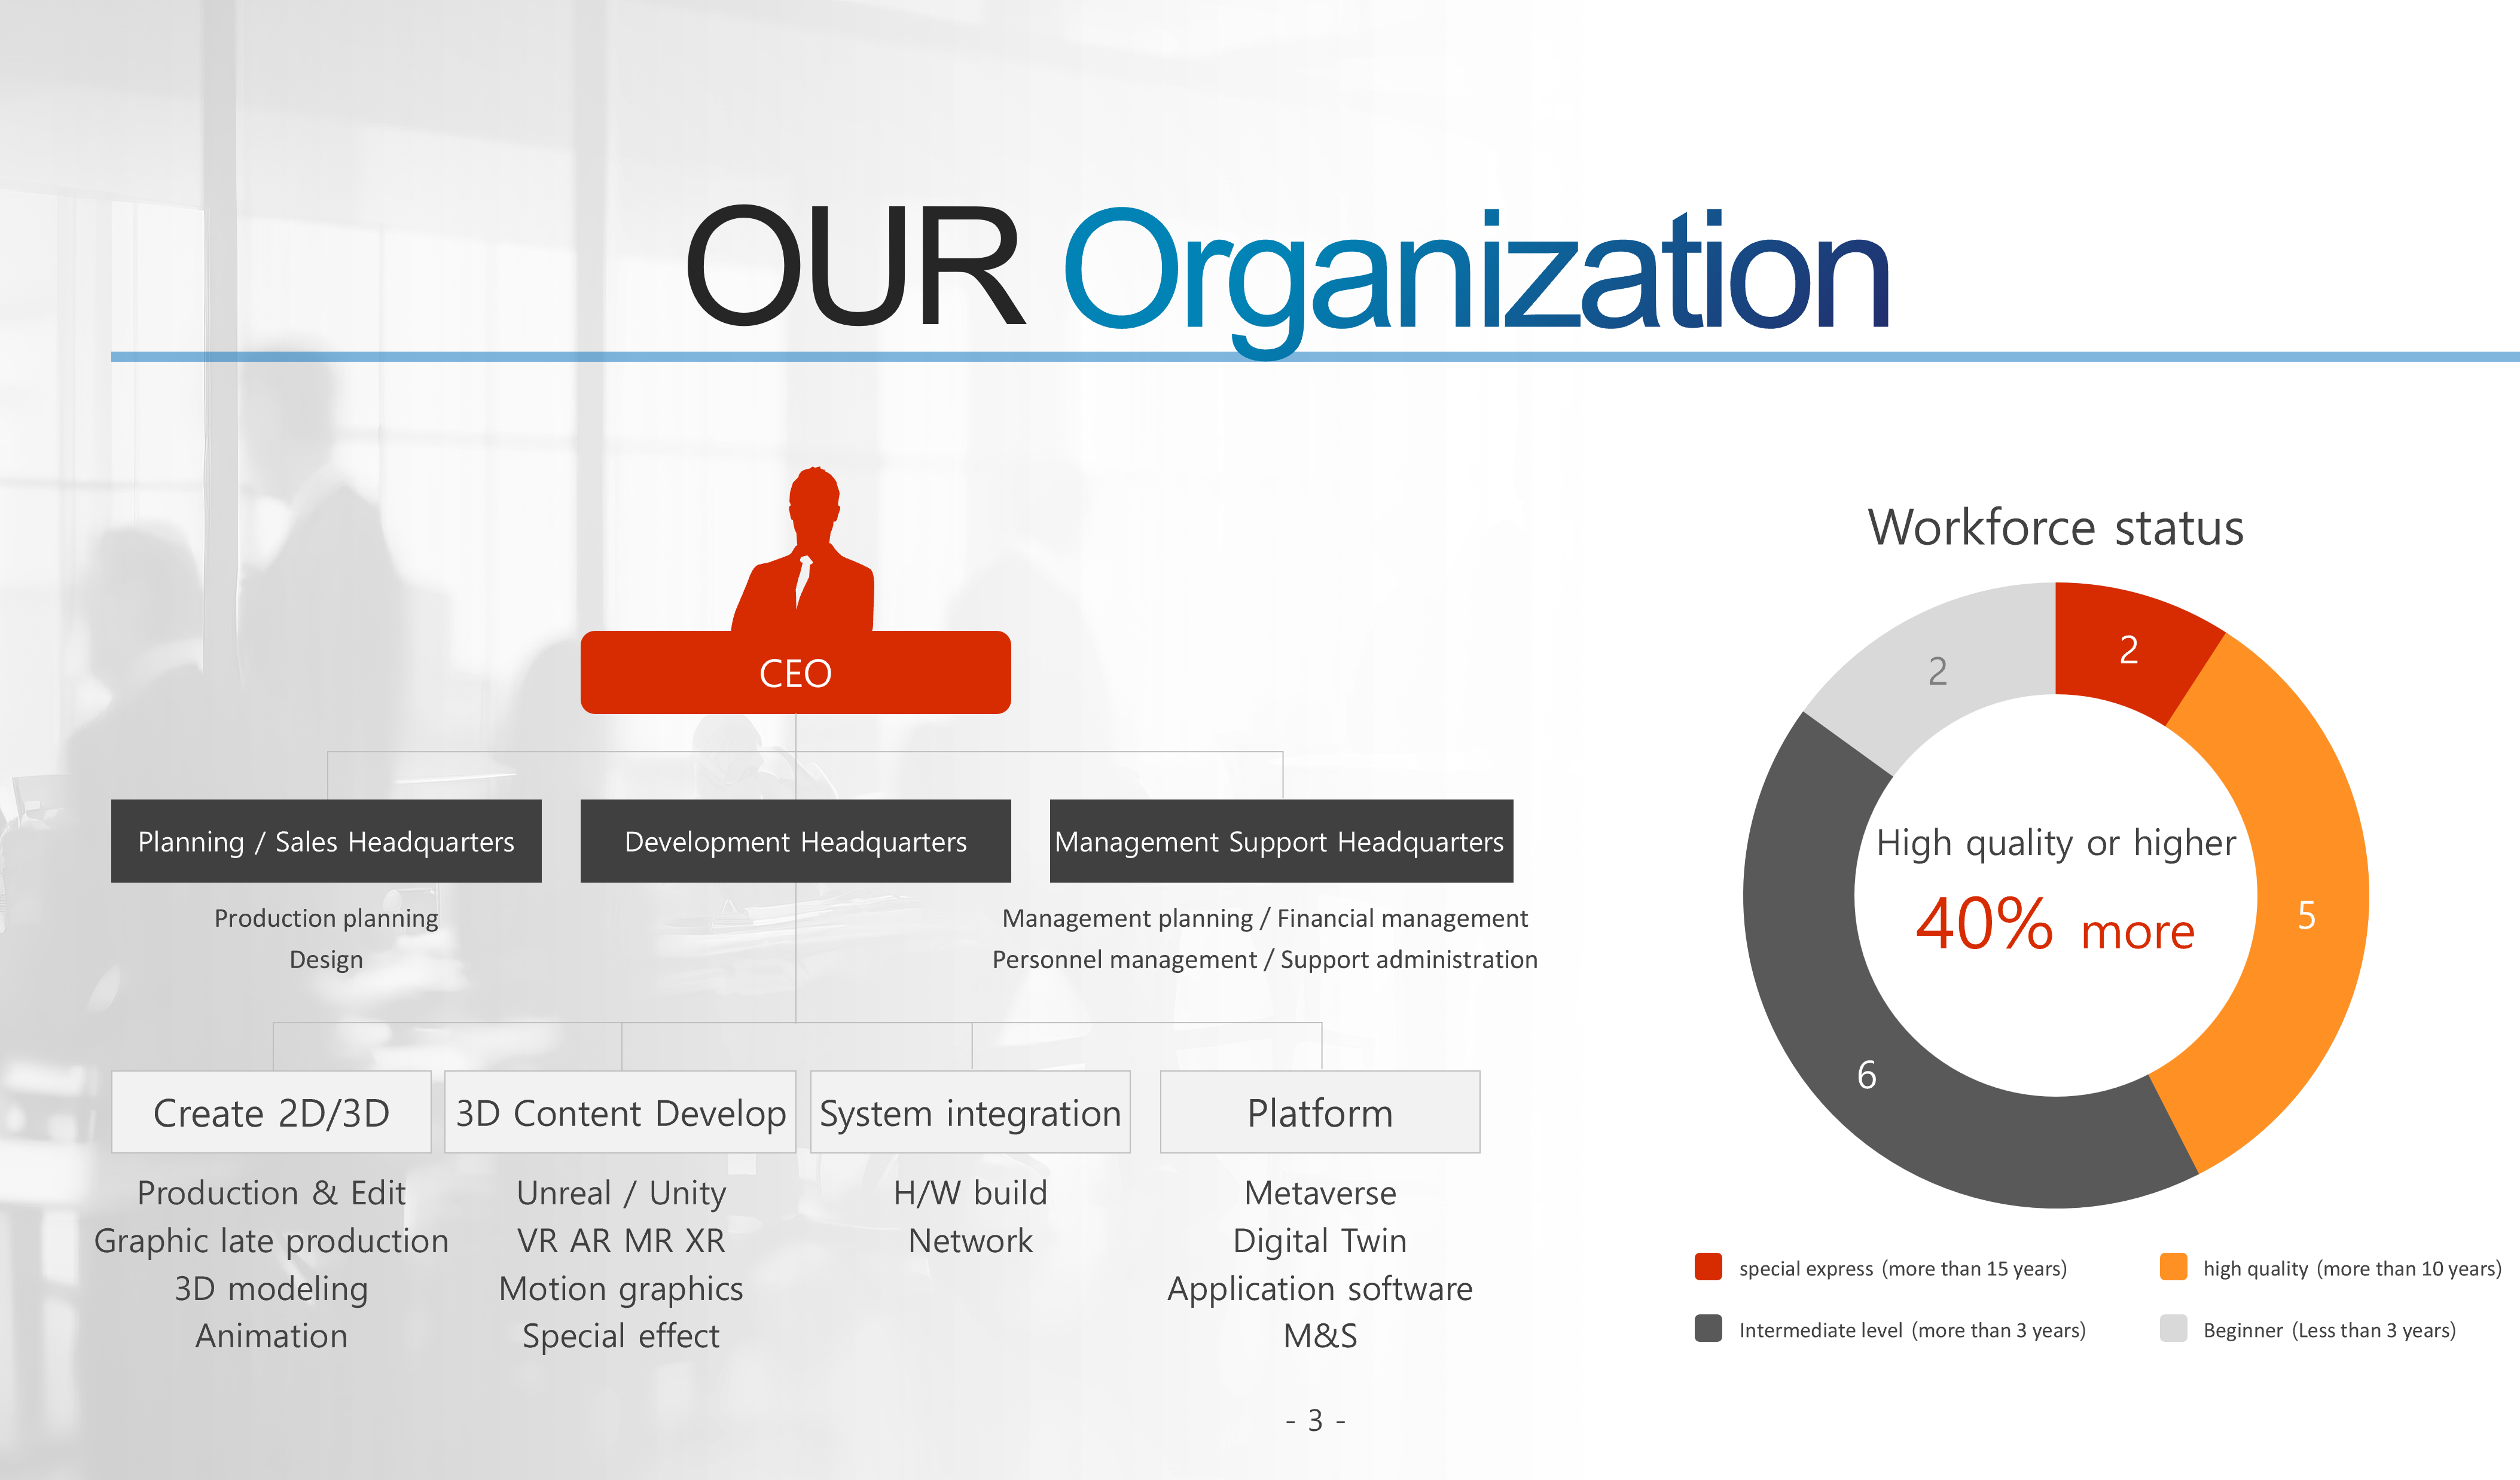 OUR Organization
CEO
Planning / Sales Headquarters
Development Headquarters
Management Support Headquarters
Production planning
Design
Management planning / Financial management
Personnel management / Support administration
Create 2D/3D
Production & Edit
Graphic late production
3D modeling
Animation
3D Content Develop
Unreal / Unity
VR AR MR XR
Motion graphics
Special effect
System integration
H/W build
Network
Platform
Metaverse
Digital Twin
Application software
M&S
Workforce status
2
2
5
6
High quality or higher
40% more
special express (more than 15 years)
high quality (more than 10 years)
Intermediate level (more than 3 years)
Beginner (Less than 3 years)
- 3 -